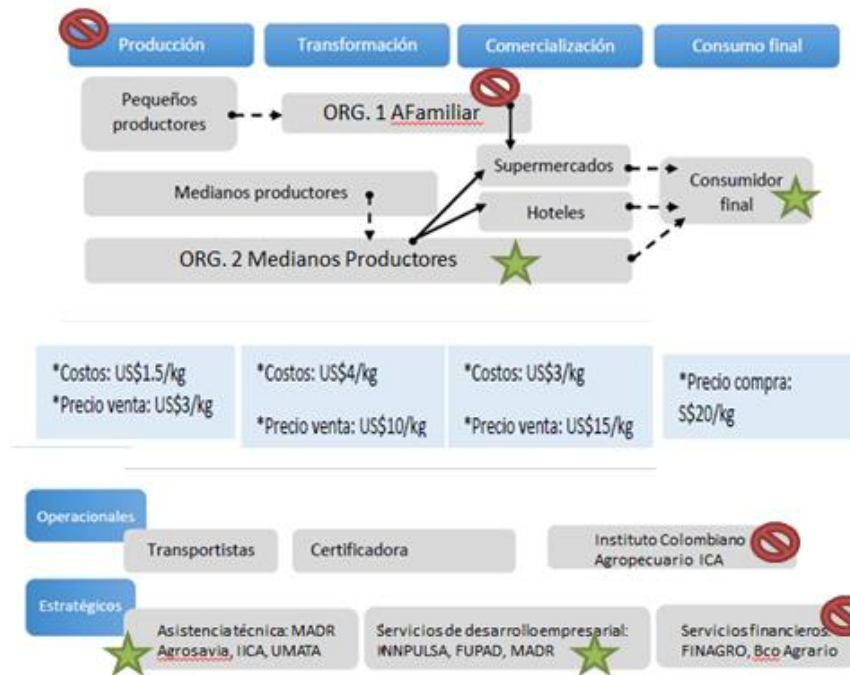 Producción
Transformación
Comercialización
Consumo final
Pequeños
productores
ORG. 1 AFamiliar
Supermercados
Consumidor
final
Medianos productores
Hoteles
ORG. 2 Medianos Productores
*Costos: US$1.5/kg
*Precio venta: US$3/kg
*Costos: US$4/kg
*Precio venta: US$10/kg
*Costos: US$3/kg
*Precio venta: US$15/kg
*Precio compra:
S$20/kg
Operacionales
Transportistas
Certificadora
Instituto Colombiano
Agropecuario ICA
Estratégicos
Asistencia técnica: MADR
Agrosavia, IICA, UMATA
Servicios de desarrollo empresarial:
INNPULSA, FUPAD, MADR
Servicios financieros:
FINAGRO, Bco Agrario